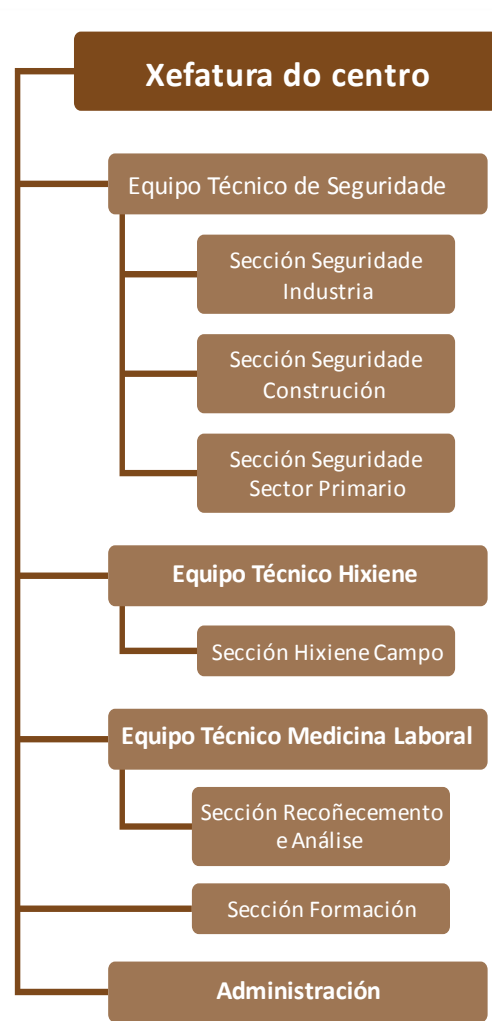 Xefatura do centro
Equipo Técnico de Seguridade
Sección Seguridade
Industria
Sección Seguridade
Construción
Sección Seguridade
Sector Primario
Equipo Técnico Hixiene
Sección Hixiene Campo
Equipo Técnico Medicina Laboral
Sección Recoñecemento
e Análise
Sección Formación
Administración